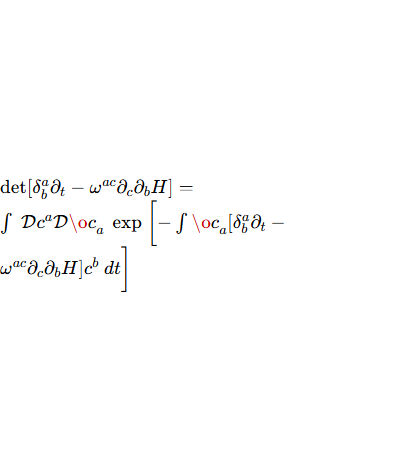 det[δ^a_b ∂_t − ω^{ac}∂_c∂_bH] =
∫ 𝒟c^a𝒟\oc_a exp [− ∫ \oc_a[δ^a_b ∂_t −
ω^{ac}∂_c∂_bH]c^b dt]